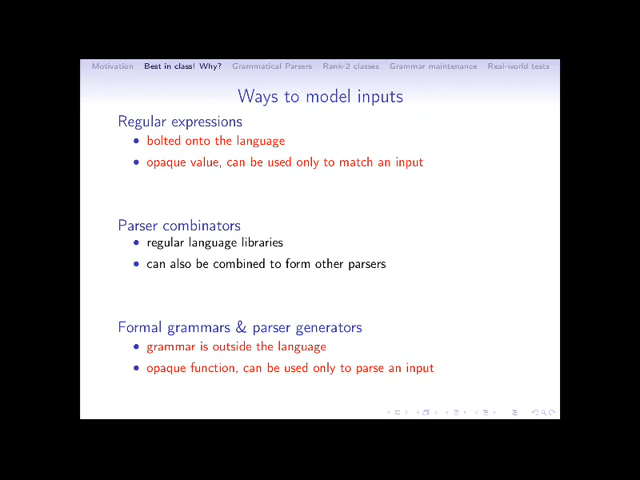 Motivation Best in class! Why? Grammatical Parsers Rank-2 classes Grammar maintenance Real-world tests
Ways to model inputs
Regular expressions
• bolted onto the language
• opaque value, can be used only to match an input
Parser combinators
• regular language libraries
• can also be combined to form other parsers
Formal grammars & parser generators
• grammar is outside the language
• opaque function, can be used only to parse an input